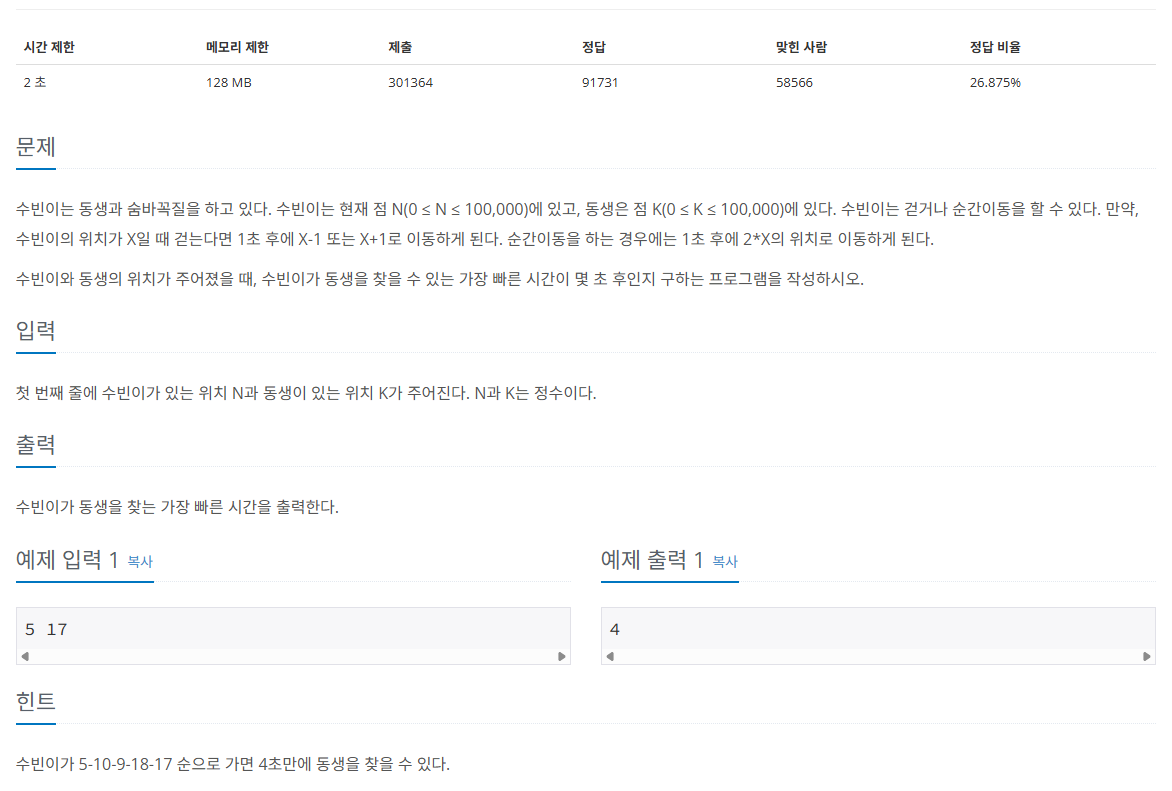 시간 제한 메모리 제한 제출 정답 맞힌 사람 정답 비율
2 초 128 MB 301364 91731 58566 26.875%
문제
수빈이는 동생과 숨바꼭질을 하고 있다. 수빈이는 현재 점 N(0 ≤ N ≤ 100,000)에 있고, 동생은 점 K(0 ≤ K ≤ 100,000)에 있다. 수빈이는 걷거나 순간이동을 할 수 있다. 만약,
수빈이의 위치가 X일 때 걷는다면 1초 후에 X-1 또는 X+1로 이동하게 된다. 순간이동을 하는 경우에는 1초 후에 2*X의 위치로 이동하게 된다.
수빈이와 동생의 위치가 주어졌을 때, 수빈이가 동생을 찾을 수 있는 가장 빠른 시간이 몇 초 후인지 구하는 프로그램을 작성하시오.
입력
첫 번째 줄에 수빈이가 있는 위치 N과 동생이 있는 위치 K가 주어진다. N과 K는 정수이다.
출력
수빈이가 동생을 찾는 가장 빠른 시간을 출력한다.
예제 입력 1 복사
5 17
예제 출력 1 복사
4
힌트
수빈이가 5-10-9-18-17 순으로 가면 4초만에 동생을 찾을 수 있다.